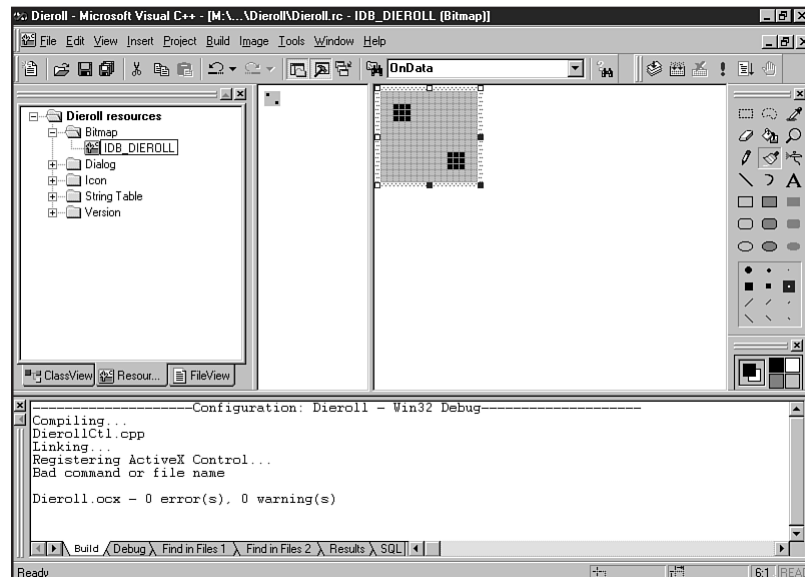 Dieroll - Microsoft Visual C++ - [M:\...\Dieroll\Dieroll.rc - IDB_DIEROLL (Bitmap)]
File Edit View Insert Project Build Image Tools Window Help
OnData
Dieroll resources
Bitmap
IDB_DIEROLL
Dialog
Icon
String Table
Version
A
ClassView Resour... FileView
--------------------Configuration: Dieroll - Win32 Debug--------------------
Compiling...
DierollCtl.cpp
Linking...
Registering ActiveX Control...
Bad command or file name
Dieroll.ocx - 0 error(s), 0 warning(s)
Build Debug Find in Files 1 Find in Files 2 Results SQL
Ready 6:1 REA